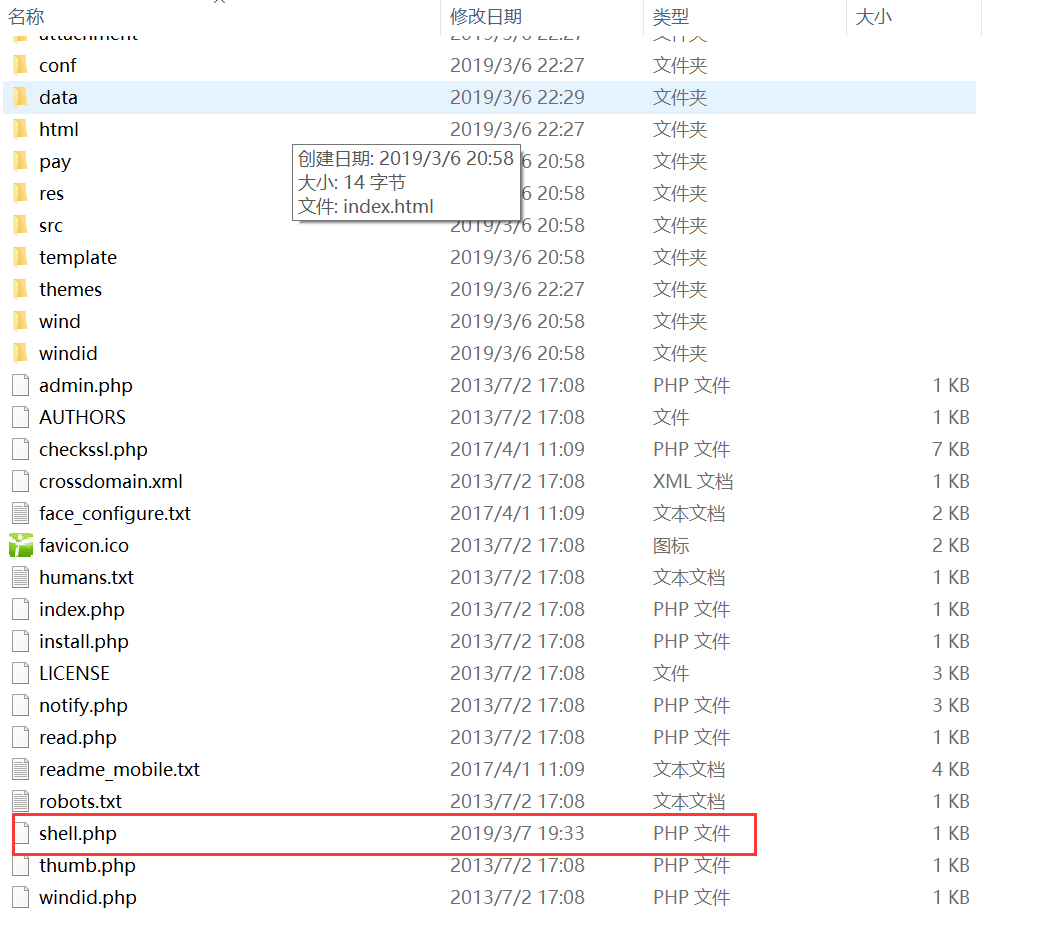 名称 修改日期 类型 大小
attachment 2019/3/6 22:27 文件夹
conf 2019/3/6 22:27 文件夹
data 2019/3/6 22:29 文件夹
html 2019/3/6 22:27 文件夹
pay 6 20:58 文件夹
创建日期: 2019/3/6 20:58
大小: 14 字节
文件: index.html
res 6 20:58 文件夹
src 2019/3/6 20:58 文件夹
template 2019/3/6 20:58 文件夹
themes 2019/3/6 22:27 文件夹
wind 2019/3/6 20:58 文件夹
windid 2019/3/6 20:58 文件夹
admin.php 2013/7/2 17:08 PHP 文件 1 KB
AUTHORS 2013/7/2 17:08 文件 1 KB
checkssl.php 2017/4/1 11:09 PHP 文件 7 KB
crossdomain.xml 2013/7/2 17:08 XML 文档 1 KB
face_configure.txt 2017/4/1 11:09 文本文档 2 KB
favicon.ico 2013/7/2 17:08 图标 2 KB
humans.txt 2013/7/2 17:08 文本文档 1 KB
index.php 2013/7/2 17:08 PHP 文件 1 KB
install.php 2013/7/2 17:08 PHP 文件 1 KB
LICENSE 2013/7/2 17:08 文件 3 KB
notify.php 2013/7/2 17:08 PHP 文件 3 KB
read.php 2013/7/2 17:08 PHP 文件 1 KB
readme_mobile.txt 2017/4/1 11:09 文本文档 4 KB
robots.txt 2013/7/2 17:08 文本文档 1 KB
shell.php 2019/3/7 19:33 PHP 文件 1 KB
thumb.php 2013/7/2 17:08 PHP 文件 1 KB
windid.php 2013/7/2 17:08 PHP 文件 1 KB